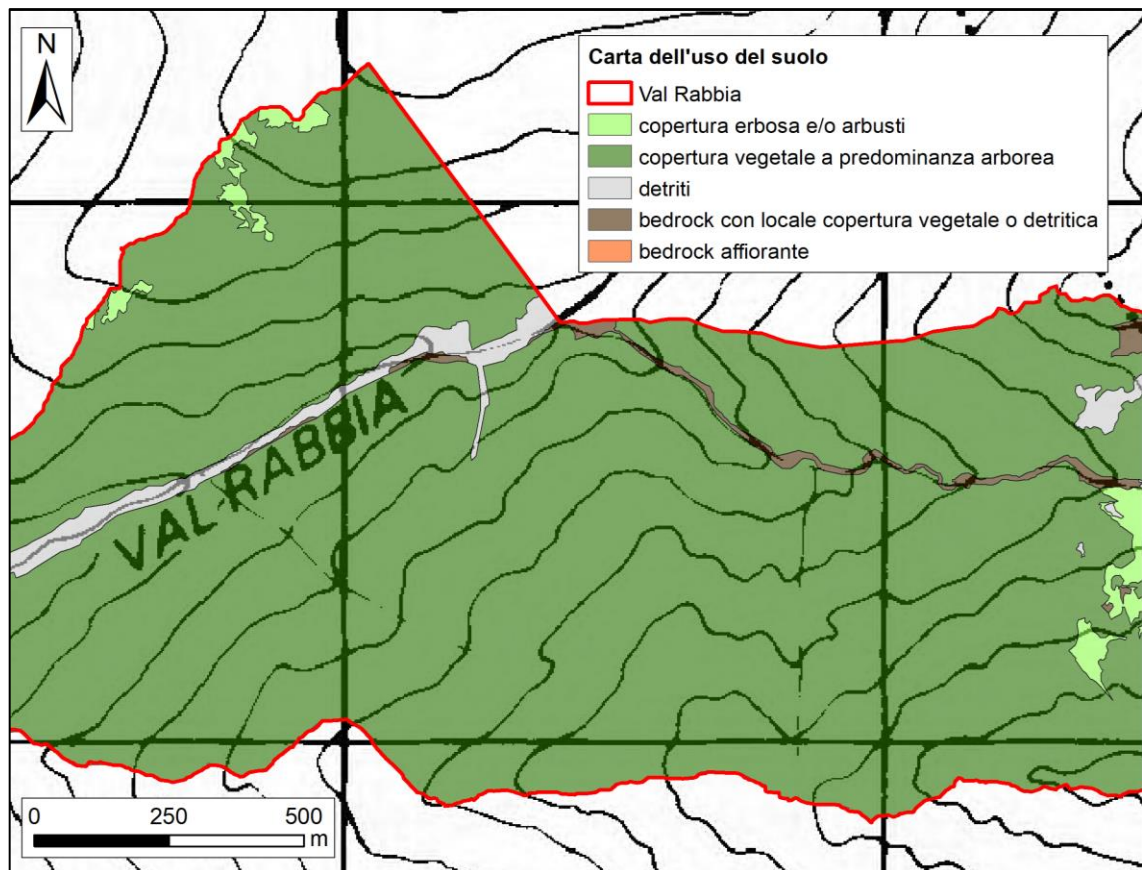 N
Carta dell'uso del suolo
Val Rabbia
copertura erbosa e/o arbusti
copertura vegetale a predominanza arborea
detriti
bedrock con locale copertura vegetale o detritica
bedrock affiorante
VAL RABBIA
0 250 500
m